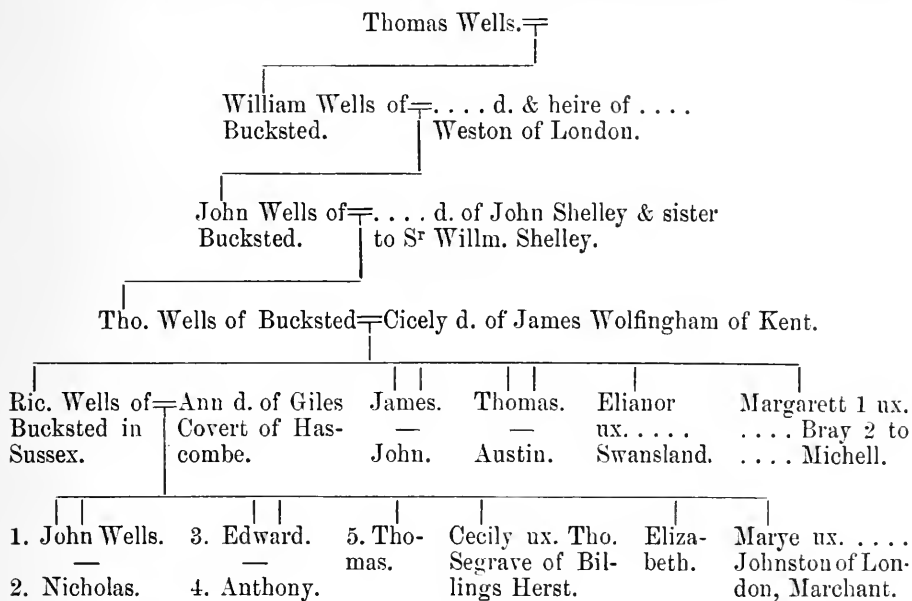 Thomas Wells.
William Wells of . . . . d. & heire of . . . .
Bucksted. Weston of London.
John Wells of . . . . d. of John Shelley & sister
Bucksted. to Sr Willm. Shelley.
Tho. Wells of Bucksted Cicely d. of James Wolfingham of Kent.
Ric. Wells of
Bucksted in
Sussex.
Ann d. of Giles
Covert of Has-
combe.
James.
—
John.
Thomas.
—
Austin.
Elianor
ux. . . . .
Swansland.
Margarett 1 ux.
. . . . Bray 2 to
. . . . Michell.
1. John Wells.
—
2. Nicholas.
3. Edward.
—
4. Anthony.
5. Tho-
mas.
Cecily ux. Tho.
Segrave of Bil-
lings Herst.
Eliza-
beth.
Marye ux. . . . .
Johnston of Lon-
don, Marchant.